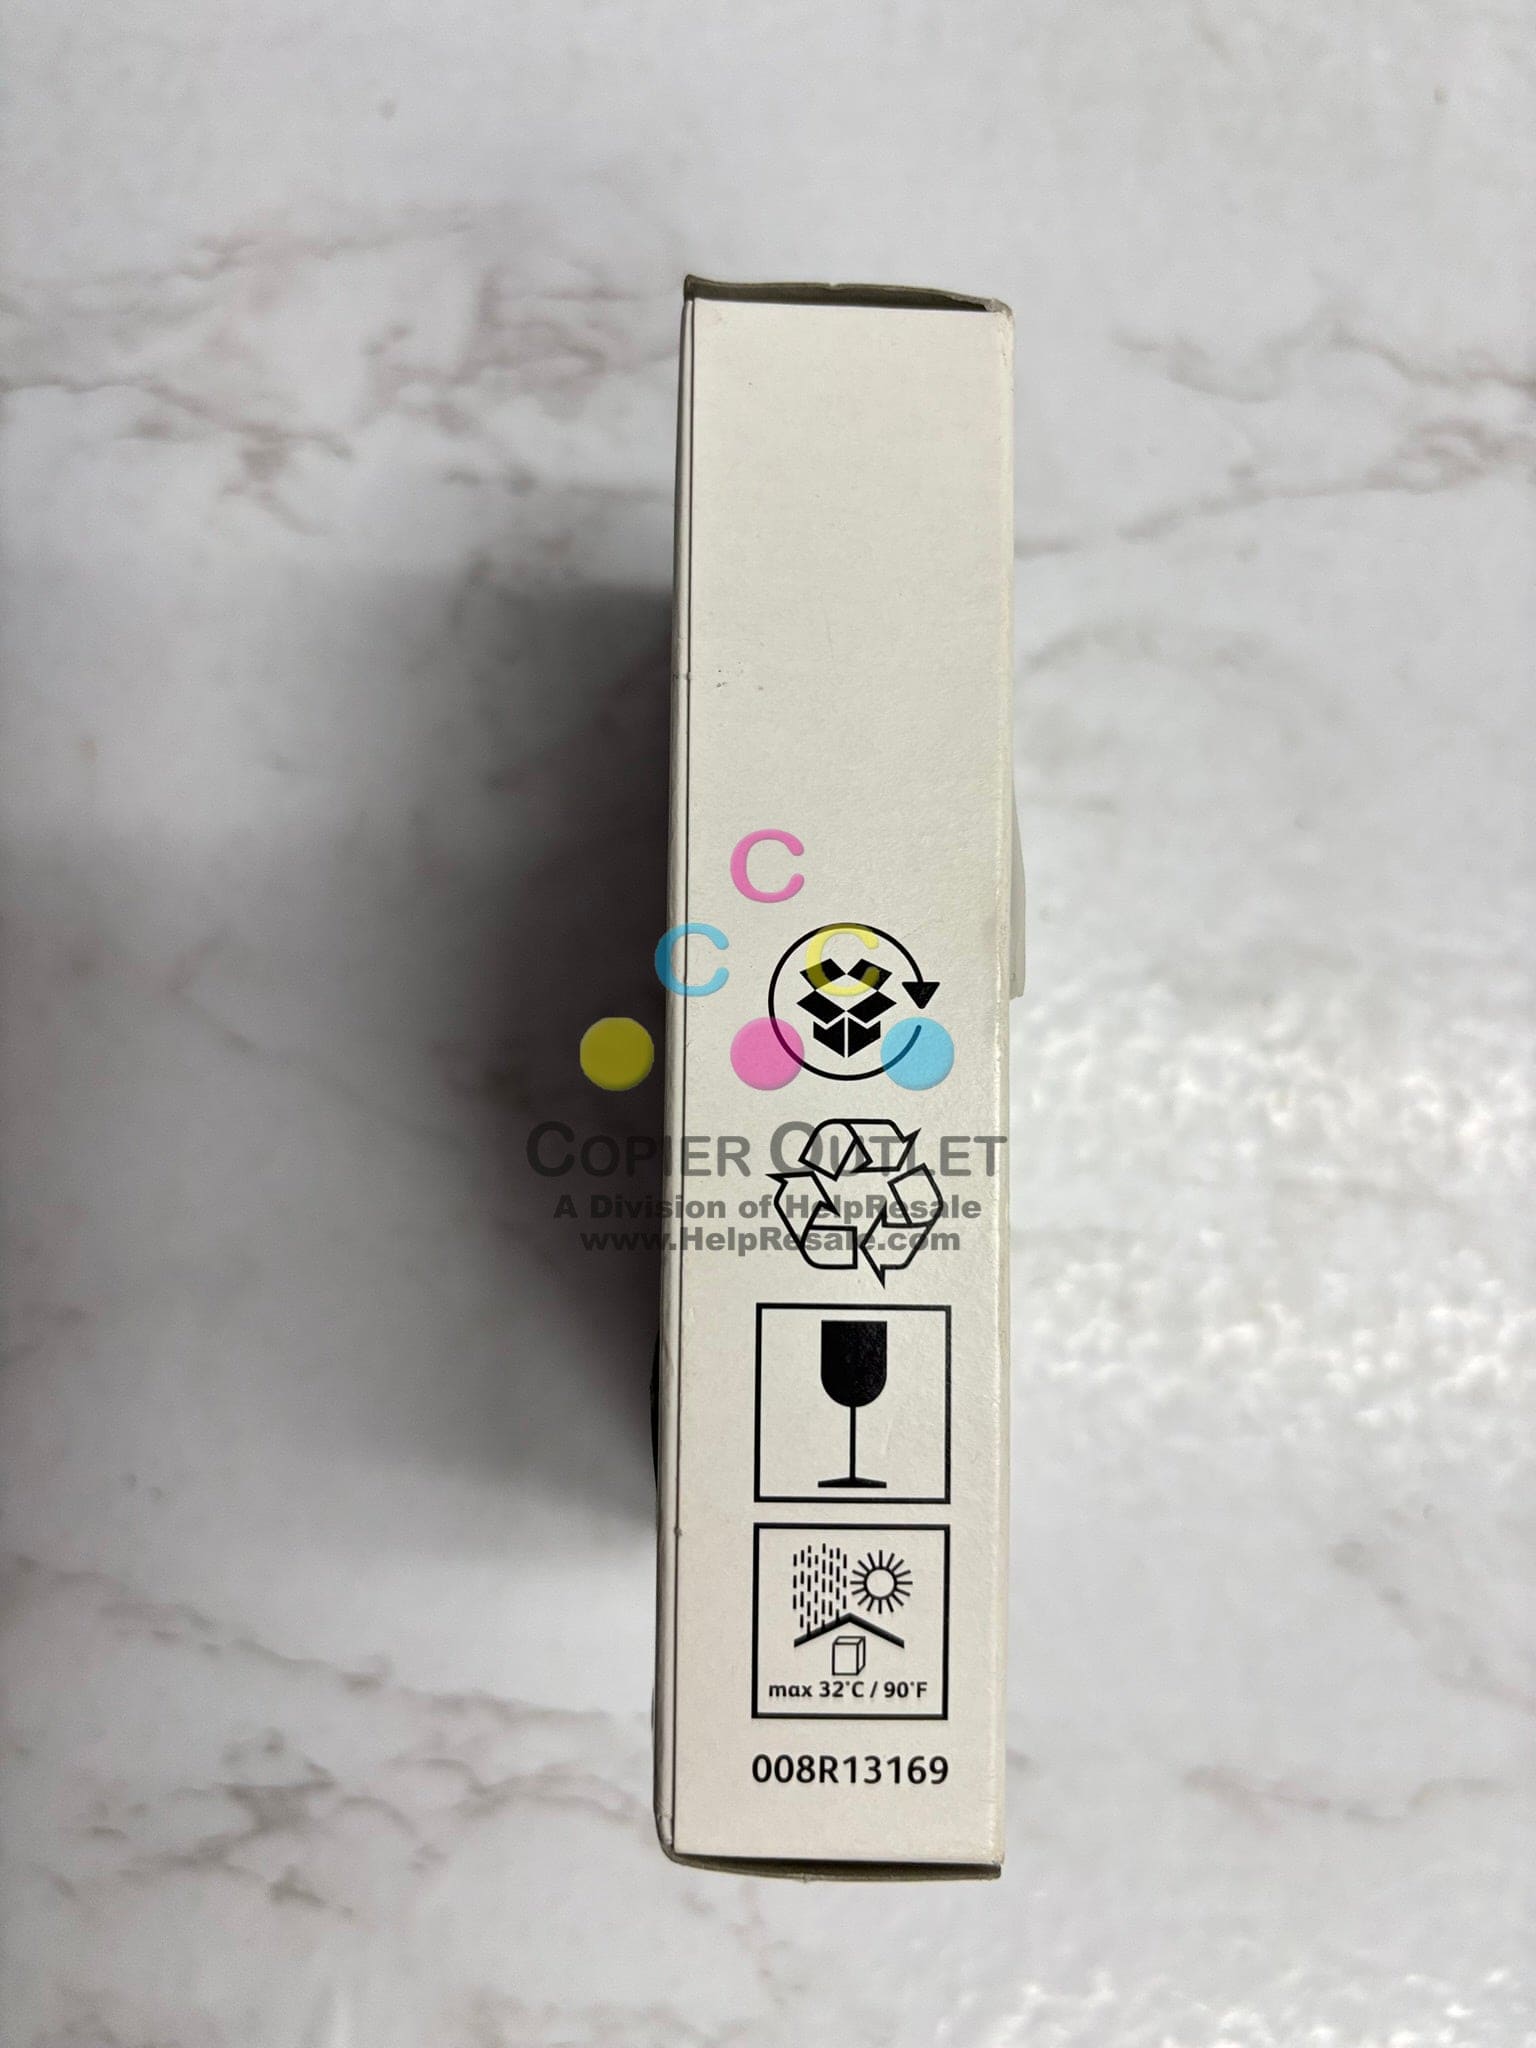 C
C C
COPIER OUTLET
A Division of HelpResale
www.HelpResale.com
max 32°C / 90°F
008R13169